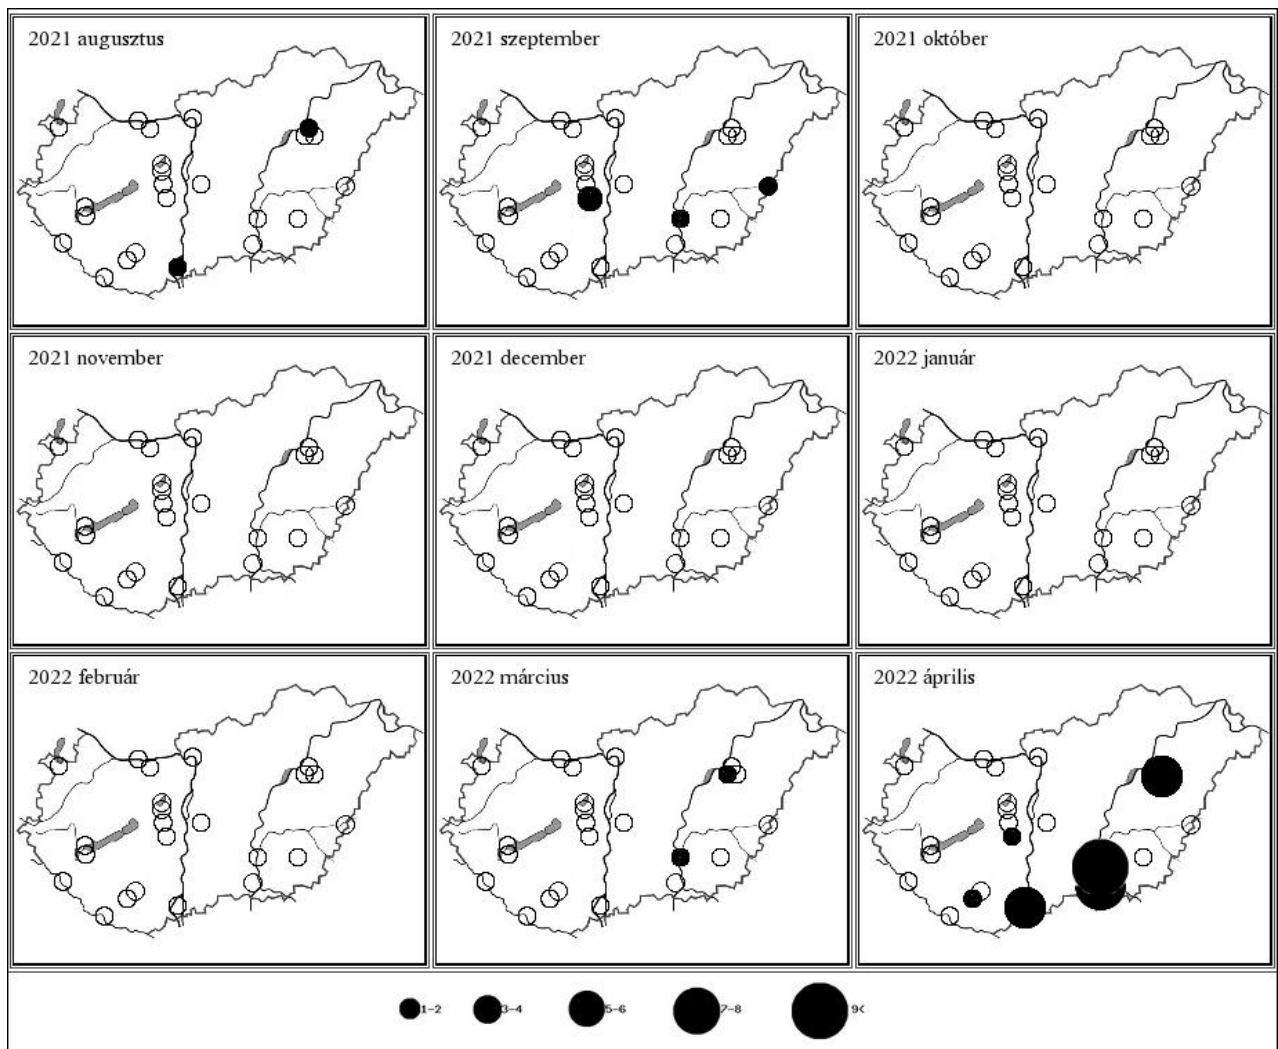 2021 augusztus
2021 szeptember
2021 október
2021 november
2021 december
2022 január
2022 február
2022 március
2022 április
1-2 3-4 5-6 7-8 9<